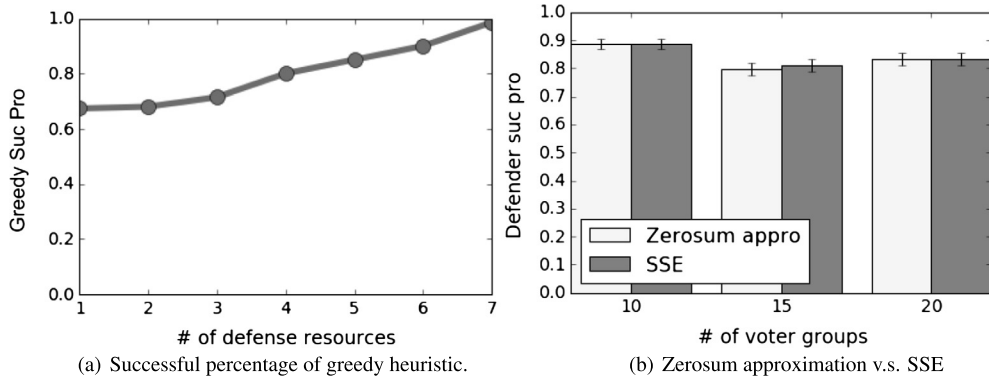 1.0
0.8
0.6
0.4
0.2
0.0
Greedy Suc Pro
1 2 3 4 5 6 7
# of defense resources
(a) Successful percentage of greedy heuristic.
0.9
0.9
0.8
0.7
0.6
0.5
0.4
0.3
0.2
0.1
0.0
Defender suc pro
Zerosum appro
SSE
10 15 20
# of voter groups
(b) Zerosum approximation v.s. SSE